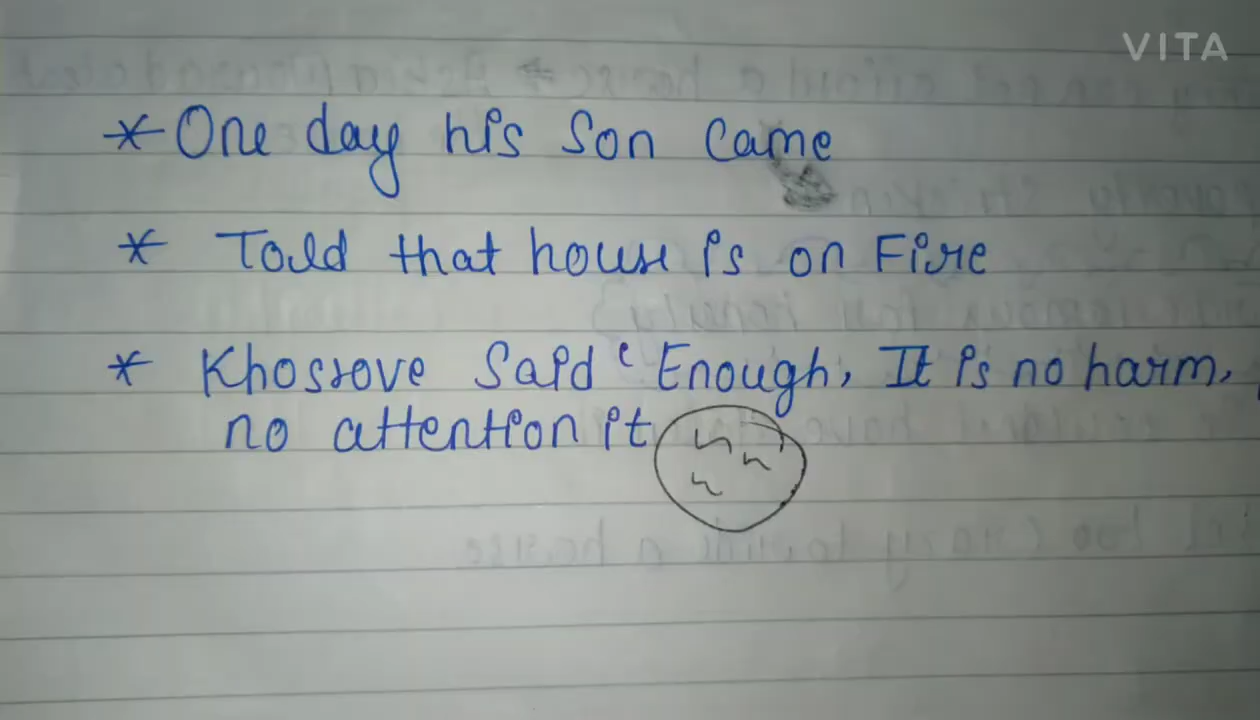 VITA
* One day his Son Came
* Told that house is on Fire
* Khosrove Said ‘ Enough, It is no harm,
no attention it